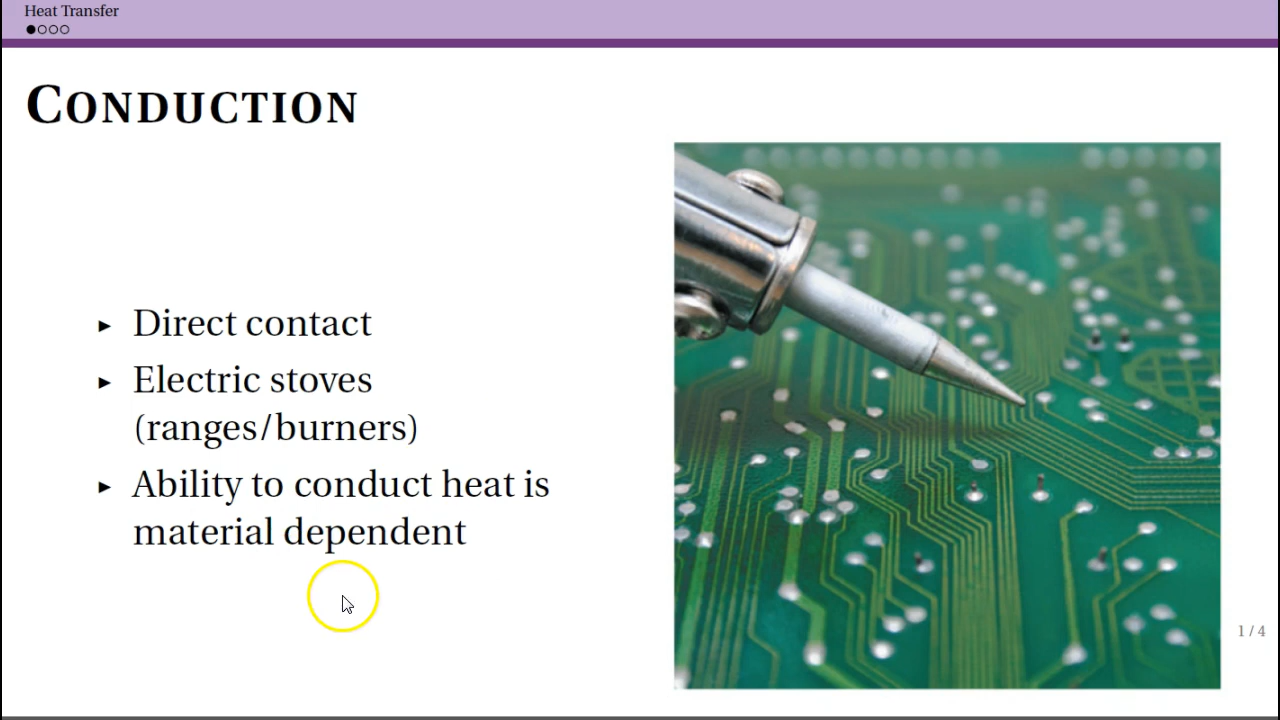 Heat Transfer
CONDUCTION
► Direct contact
► Electric stoves
(ranges/burners)
► Ability to conduct heat is
material dependent
1 / 4